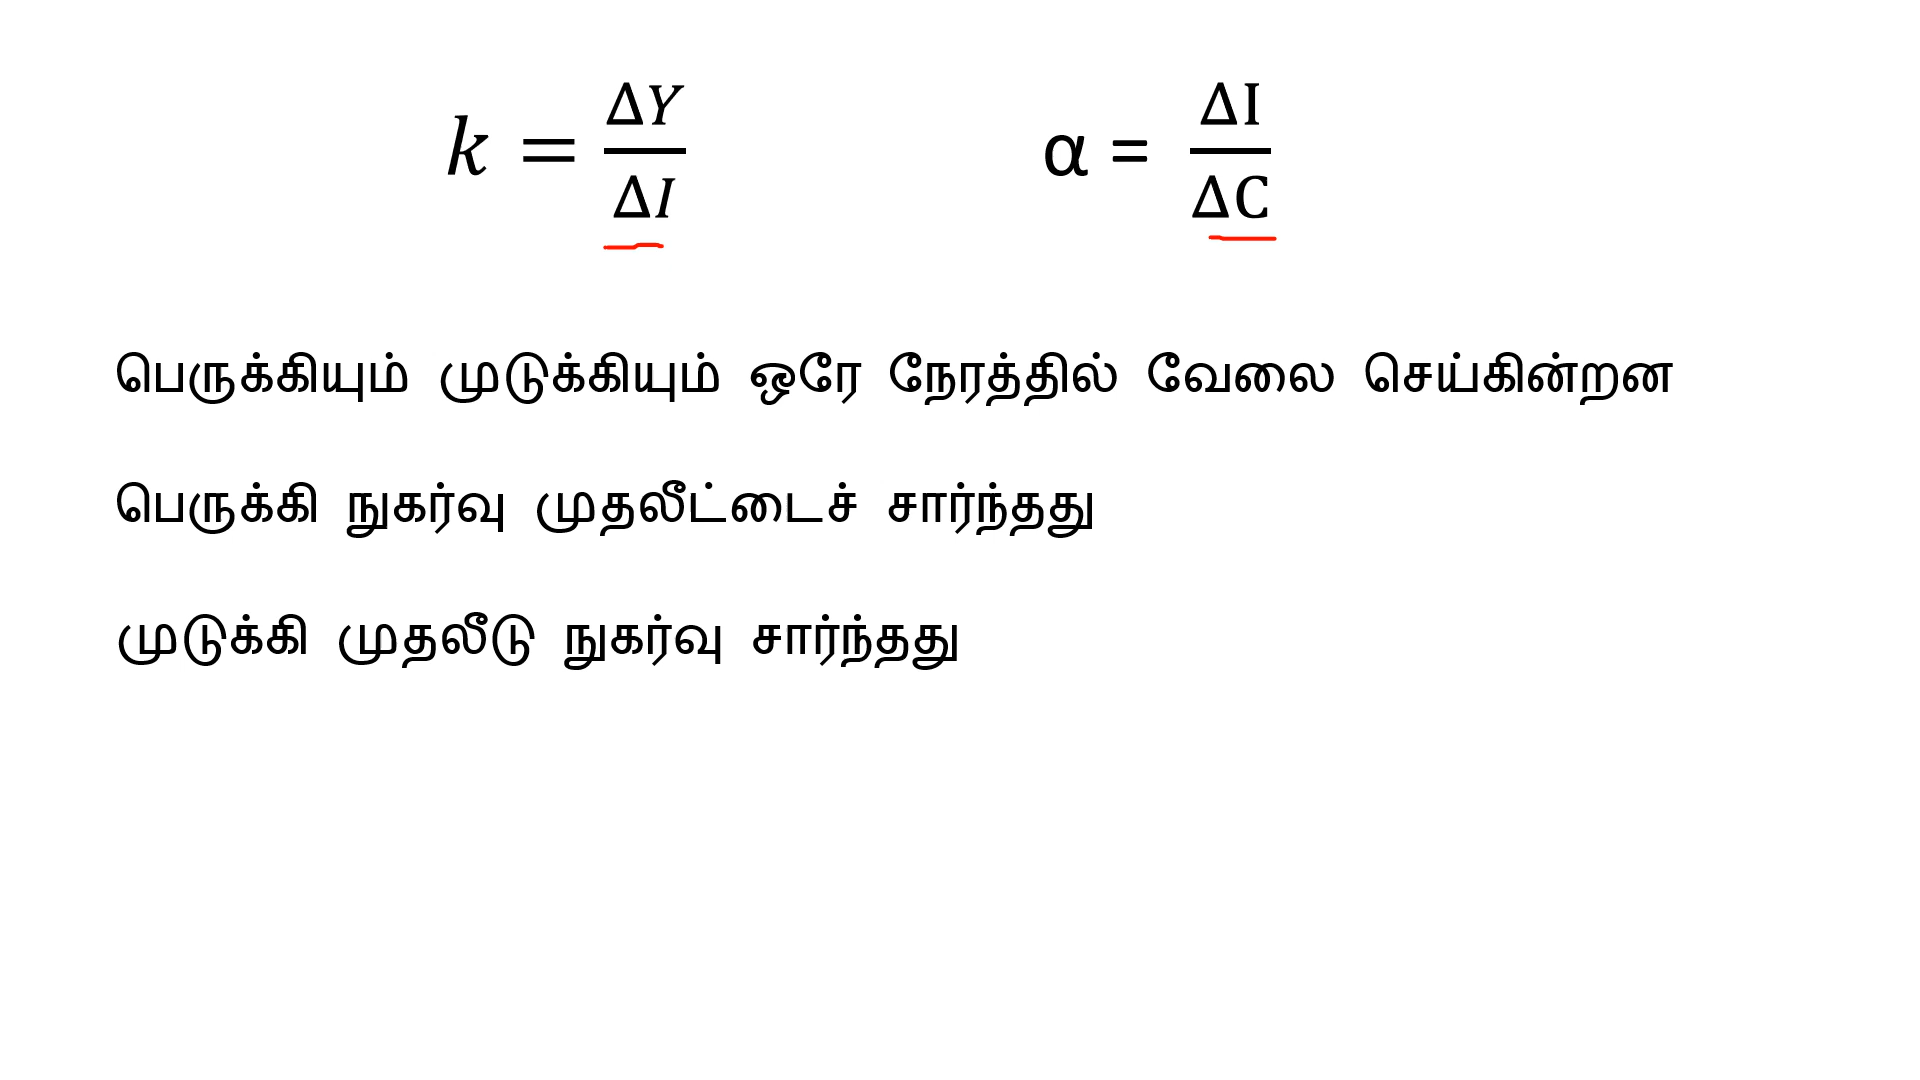 k = ΔY/ΔI α = ΔI/ΔC
பெருக்கியும் முடுக்கியும் ஒரே நேரத்தில் வேலை செய்கின்றன
பெருக்கி நுகர்வு முதலீட்டைச் சார்ந்தது
முடுக்கி முதலீடு நுகர்வு சார்ந்தது